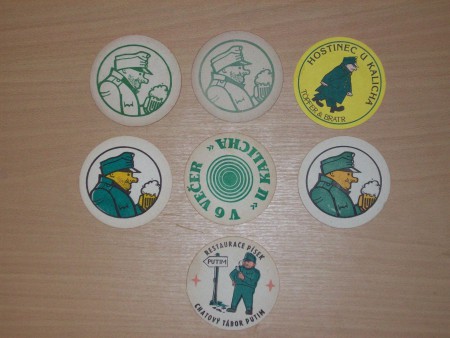 HOSTINEC U KALICHA
TOPFER & BRATR
V 6 VEČER
„U KALICHA“
RESTAURACE PÍSEK
PUTIM
CHATOVÝ TÁBOR PUTIM